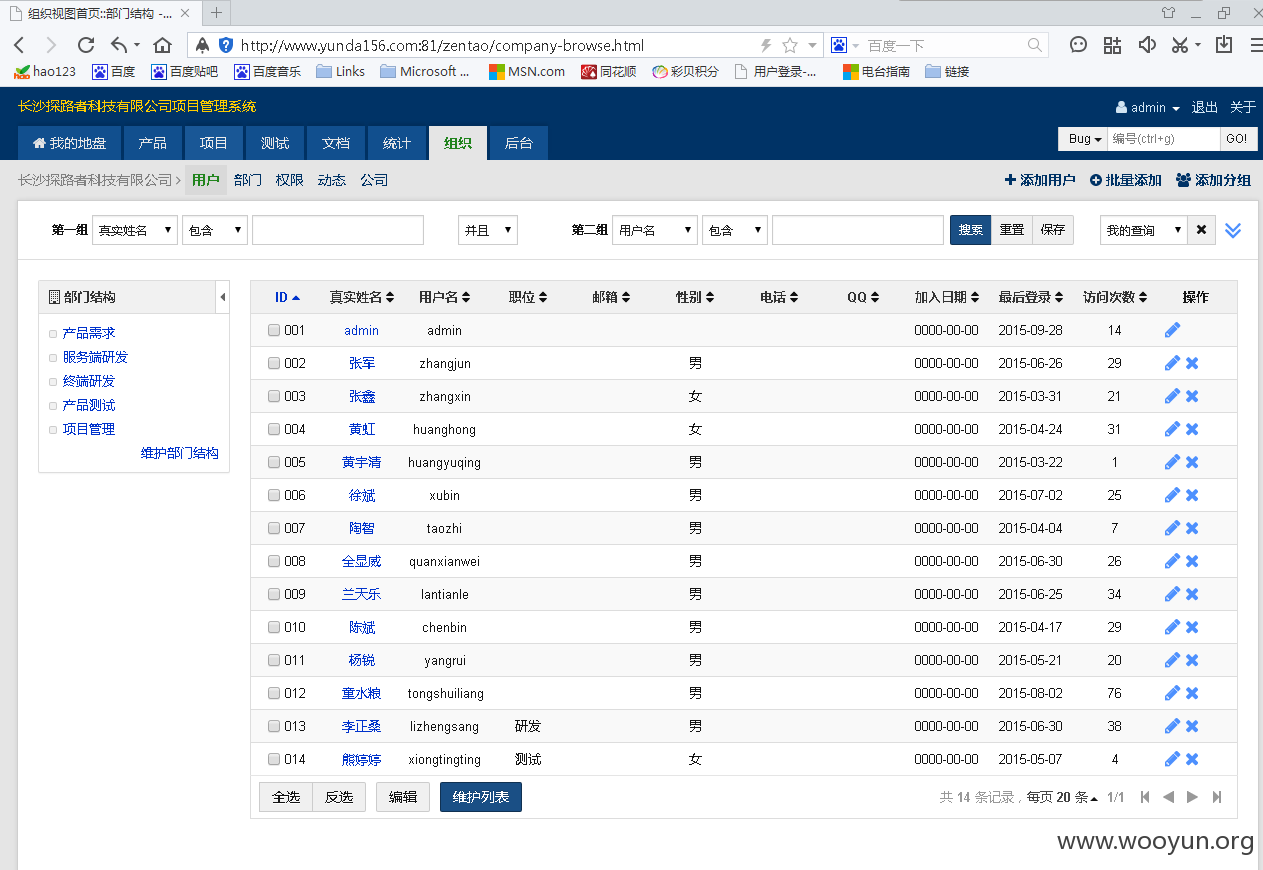 组织视图首页::部门结构 -...
http://www.yunda156.com:81/zentao/company-browse.html 百度一下
hao123 百度 百度贴吧 百度音乐 Links Microsoft ... MSN.com 同花顺 彩贝积分 用户登录-... 电台指南 链接
长沙探路者科技有限公司项目管理系统 admin 退出 关于
我的地盘 产品 项目 测试 文档 统计 组织 后台 Bug 编号(ctrl+g) GO!
长沙探路者科技有限公司 用户 部门 权限 动态 公司 添加用户 批量添加 添加分组
第一组 真实姓名 包含 并且 第二组 用户名 包含 搜索 重置 保存 我的查询
部门结构
产品需求
服务端研发
终端研发
产品测试
项目管理
维护部门结构
ID 真实姓名 用户名 职位 邮箱 性别 电话 QQ 加入日期 最后登录 访问次数 操作
001 admin admin 0000-00-00 2015-09-28 14
002 张军 zhangjun 男 0000-00-00 2015-06-26 29
003 张鑫 zhangxin 女 0000-00-00 2015-03-31 21
004 黄虹 huanghong 女 0000-00-00 2015-04-24 31
005 黄宇清 huangyuqing 男 0000-00-00 2015-03-22 1
006 徐斌 xubin 男 0000-00-00 2015-07-02 25
007 陶智 taozhi 男 0000-00-00 2015-04-04 7
008 全显威 quanxianwei 男 0000-00-00 2015-06-30 26
009 兰天乐 lantianle 男 0000-00-00 2015-06-25 34
010 陈斌 chenbin 男 0000-00-00 2015-04-17 29
011 杨锐 yangrui 男 0000-00-00 2015-05-21 20
012 童水粮 tongshuiliang 男 0000-00-00 2015-08-02 76
013 李正桑 lizhengsang 研发 男 0000-00-00 2015-06-30 38
014 熊婷婷 xiongtingting 测试 女 0000-00-00 2015-05-07 4
全选 反选 编辑 维护列表 共 14 条记录，每页 20 条 1/1
www.wooyun.org